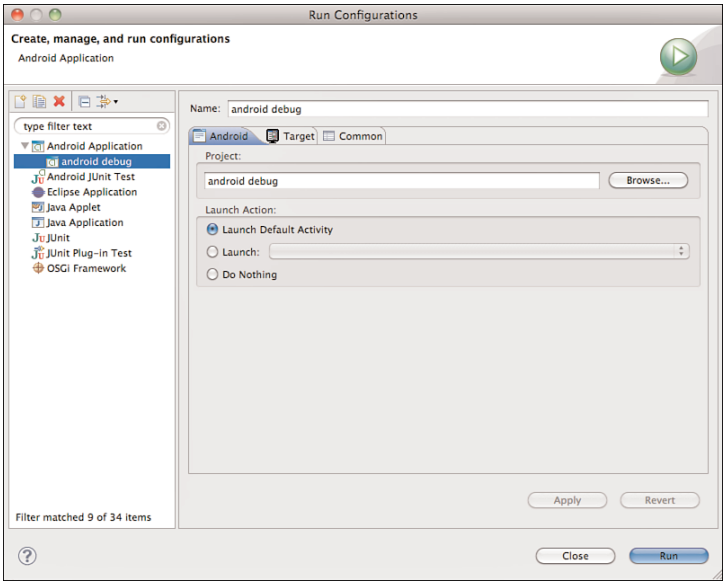 Run Configurations
Create, manage, and run configurations
Android Application
type filter text
Android Application
android debug
Android JUnit Test
Eclipse Application
Java Applet
Java Application
JUnit
JUnit Plug-in Test
OSGi Framework
Filter matched 9 of 34 items
Name: android debug
Android Target Common
Project:
android debug Browse...
Launch Action:
Launch Default Activity
Launch:
Do Nothing
Apply Revert
? Close Run